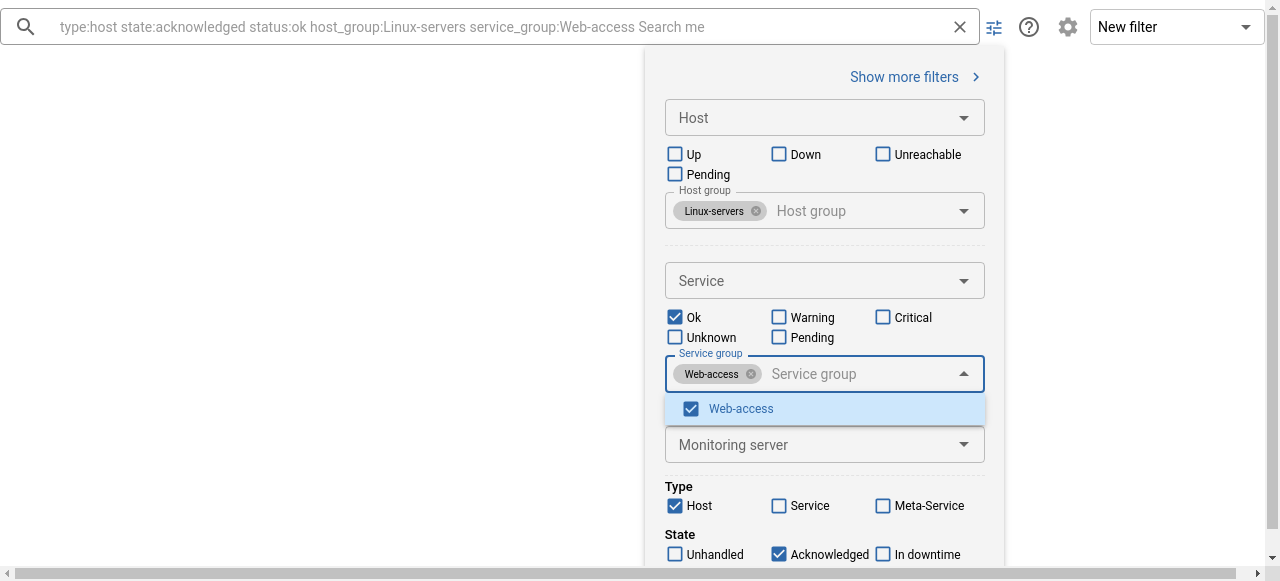 type:host state:acknowledged status:ok host_group:Linux-servers service_group:Web-access Search me
New filter
Show more filters
Host
Up Down Unreachable
Pending
Host group
Linux-servers Host group
Service
Ok Warning Critical
Unknown Pending
Service group
Web-access Service group
Web-access
Monitoring server
Type
Host Service Meta-Service
State
Unhandled Acknowledged In downtime